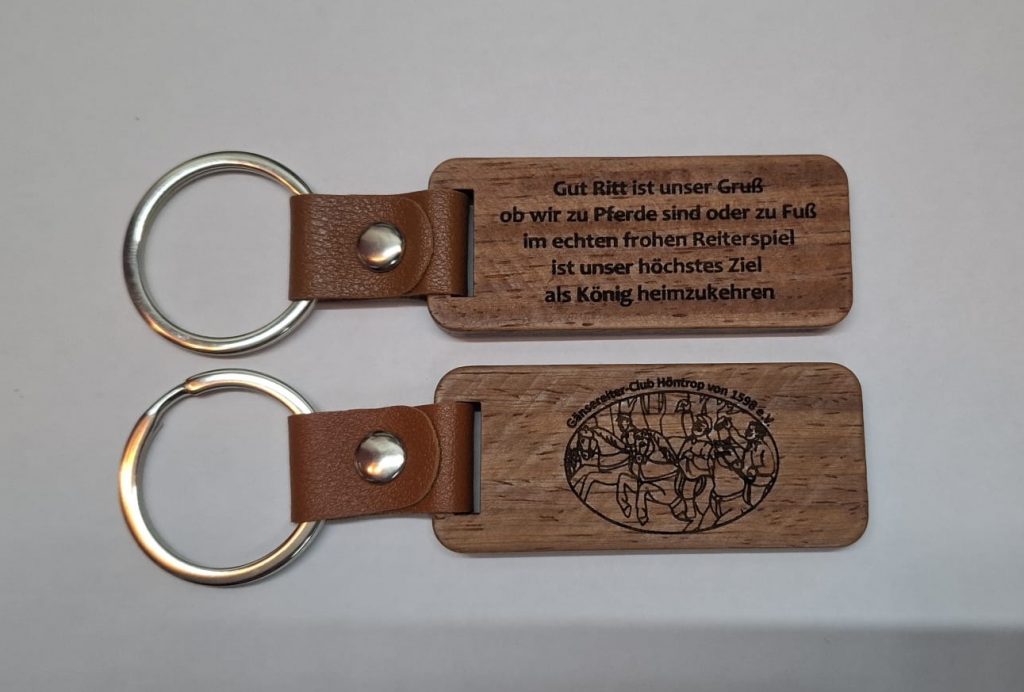 Gut Ritt ist unser Gruß
ob wir zu Pferde sind oder zu Fuß
im echten frohen Reiterspiel
ist unser höchstes Ziel
als König heimzukehren
Gänsereiter-Club Höntrop von 1598 e.V.